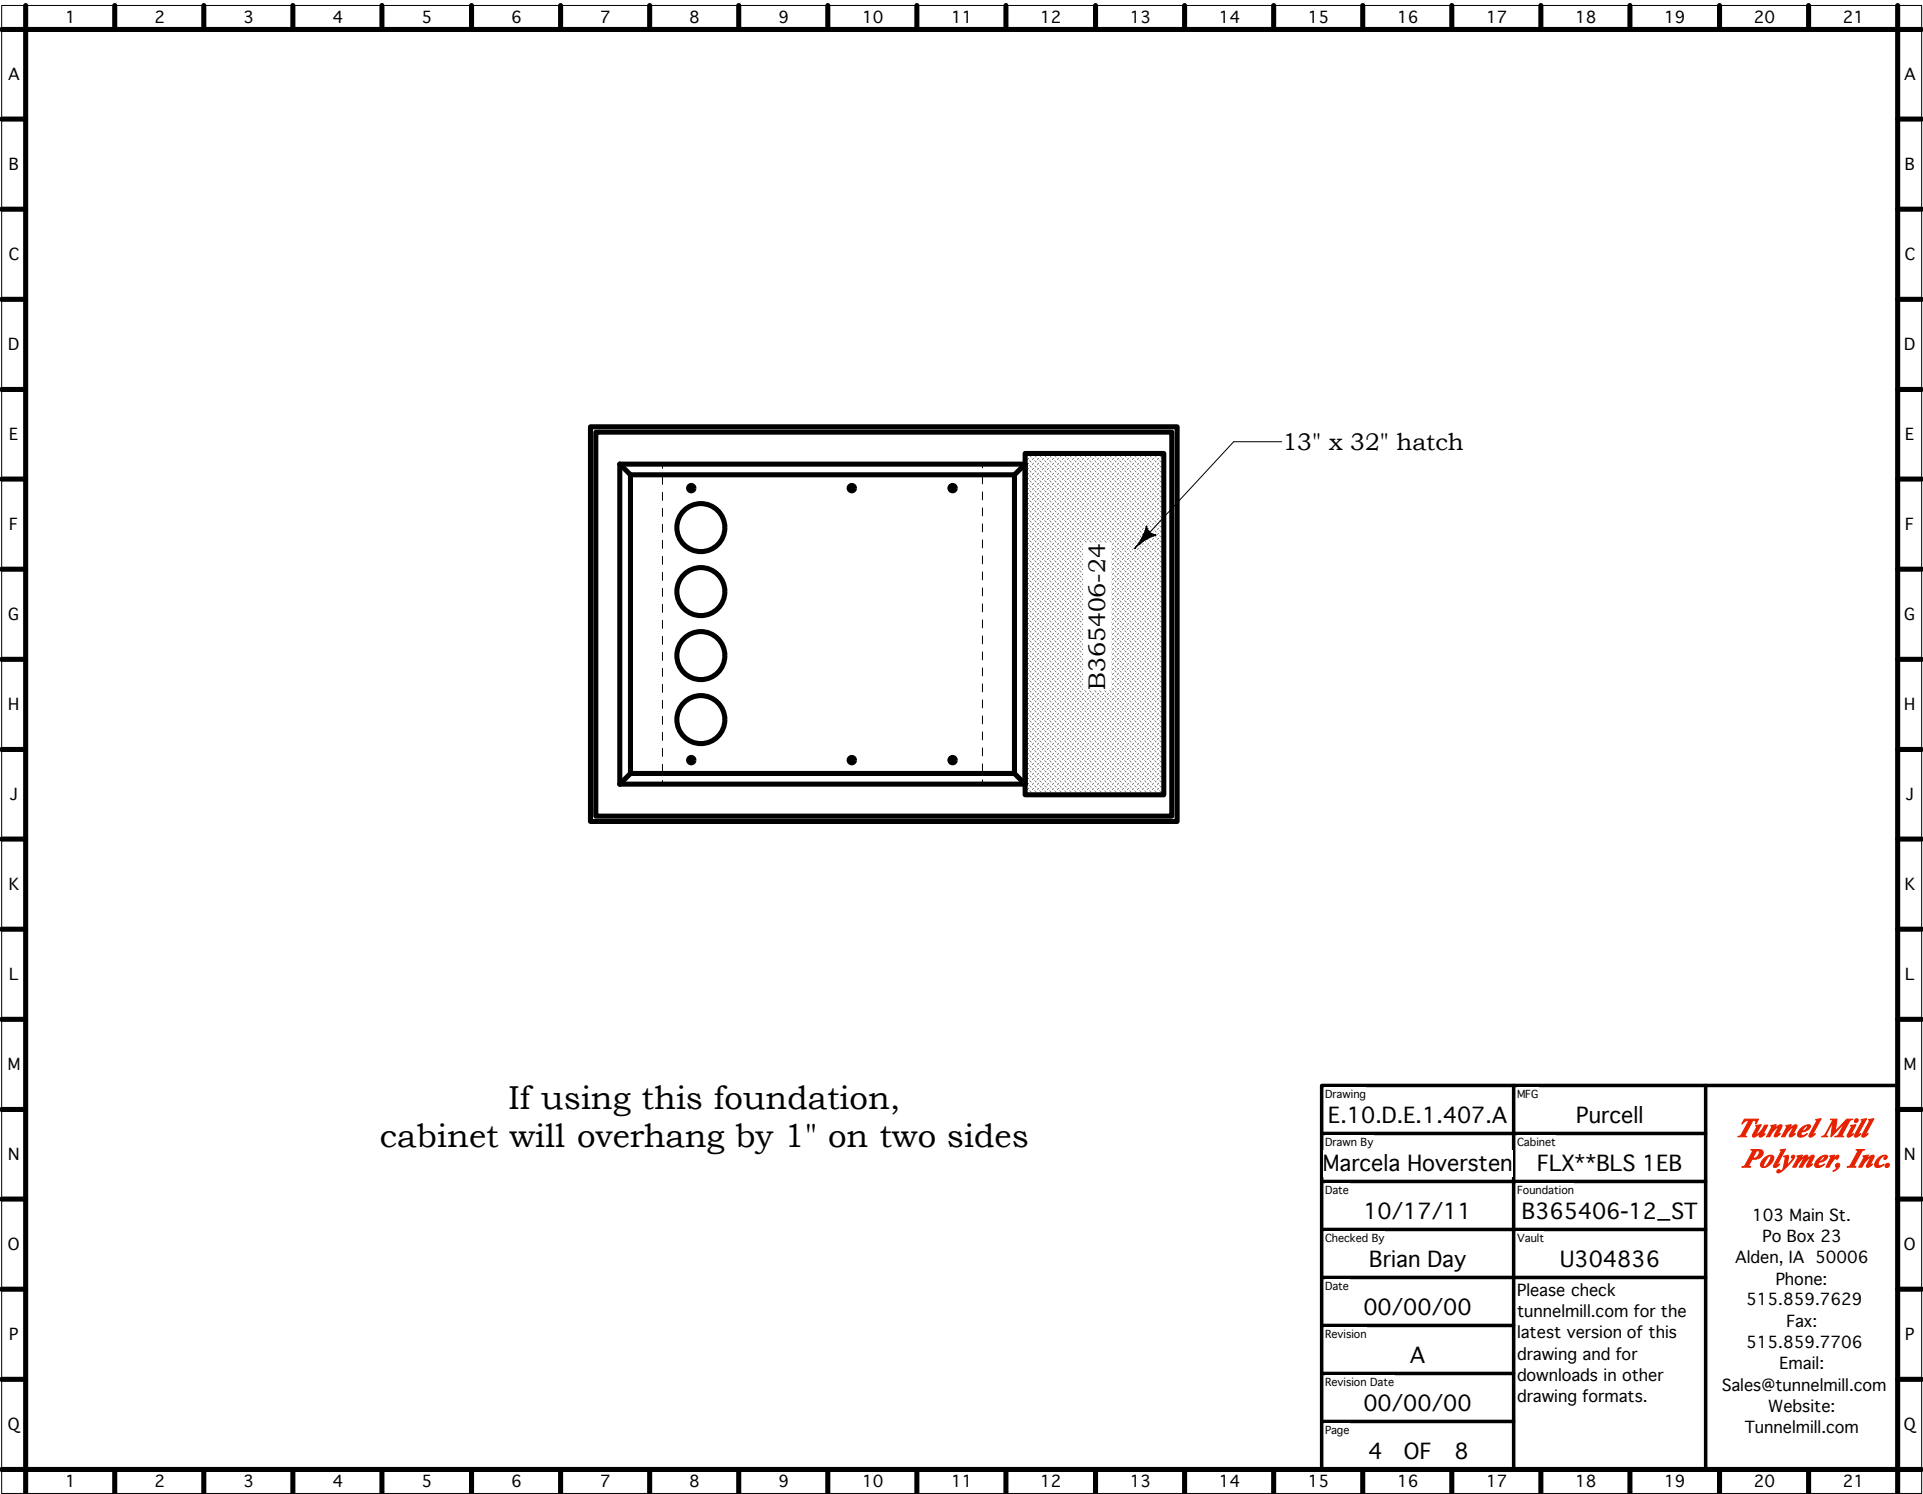 1 2 3 4 5 6 7 8 9 10 11 12 13 14 15 16 17 18 19 20 21
A A
B B
C C
D D
E E
13" x 32" hatch
F F
B365406-24
G G
H H
J J
K K
L L
M M
If using this foundation,
cabinet will overhang by 1" on two sides
N N
O O
P P
Q Q
Drawing
E.10.D.E.1.407.A
MFG
Purcell
Drawn By
Marcela Hoversten
Cabinet
FLX**BLS 1EB
Date
10/17/11
Foundation
B365406-12_ST
Checked By
Brian Day
Vault
U304836
Date
00/00/00
Revision
A
Revision Date
00/00/00
Page
4 OF 8
Please check
tunnelmill.com for the
latest version of this
drawing and for
downloads in other
drawing formats.
Tunnel Mill
Polymer, Inc.
103 Main St.
Po Box 23
Alden, IA 50006
Phone:
515.859.7629
Fax:
515.859.7706
Email:
Sales@tunnelmill.com
Website:
Tunnelmill.com
1 2 3 4 5 6 7 8 9 10 11 12 13 14 15 16 17 18 19 20 21